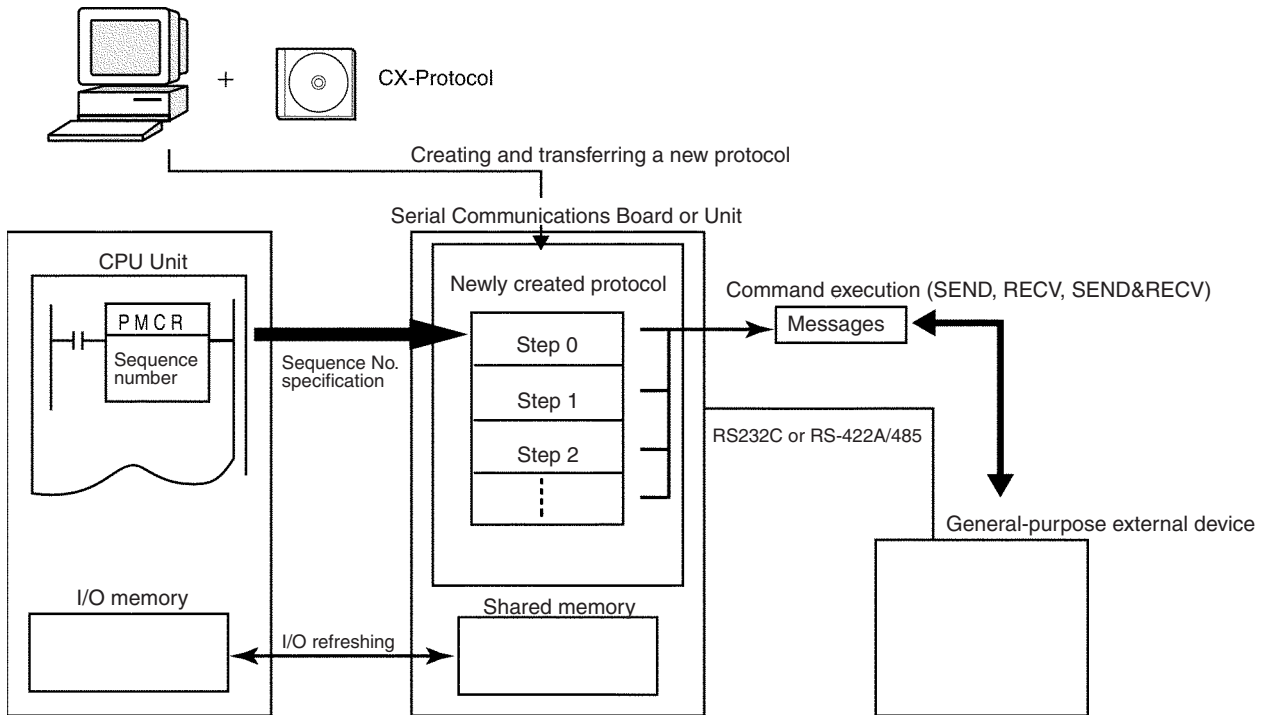 +
CX-Protocol
Creating and transferring a new protocol
Serial Communications Board or Unit
CPU Unit
PMCR
Sequence
number
Sequence No.
specification
Newly created protocol
Step 0
Step 1
Step 2
Command execution (SEND, RECV, SEND&RECV)
Messages
RS232C or RS-422A/485
General-purpose external device
I/O memory
I/O refreshing
Shared memory